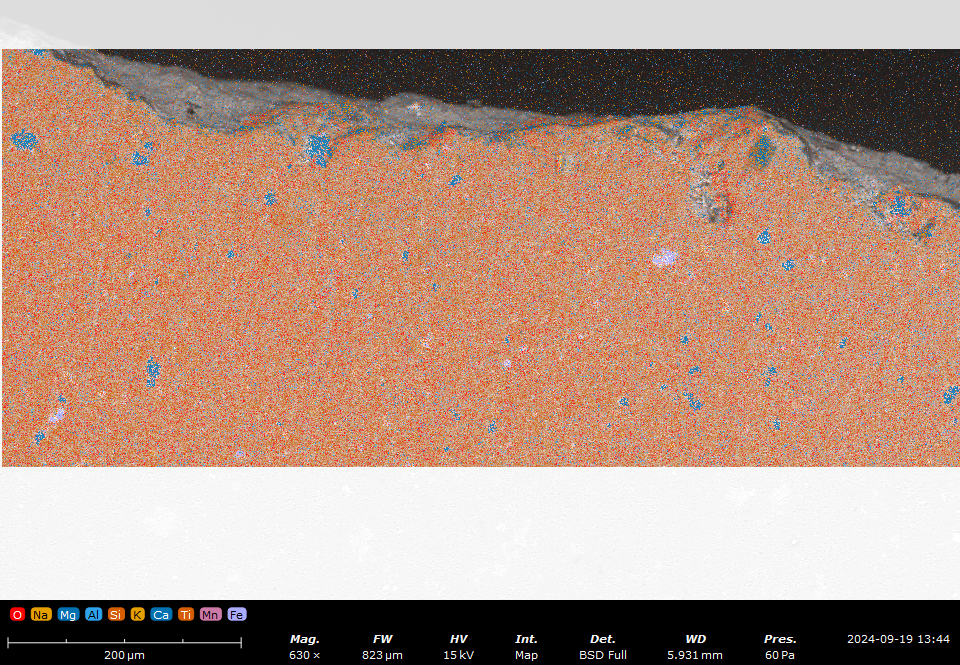 O Na Mg Al Si K Ca Ti Mn Fe
Mag. FW HV Int. Det. WD Pres. 2024-09-19 13:44
200 µm 630 × 823 µm 15 kV Map BSD Full 5.931 mm 60 Pa